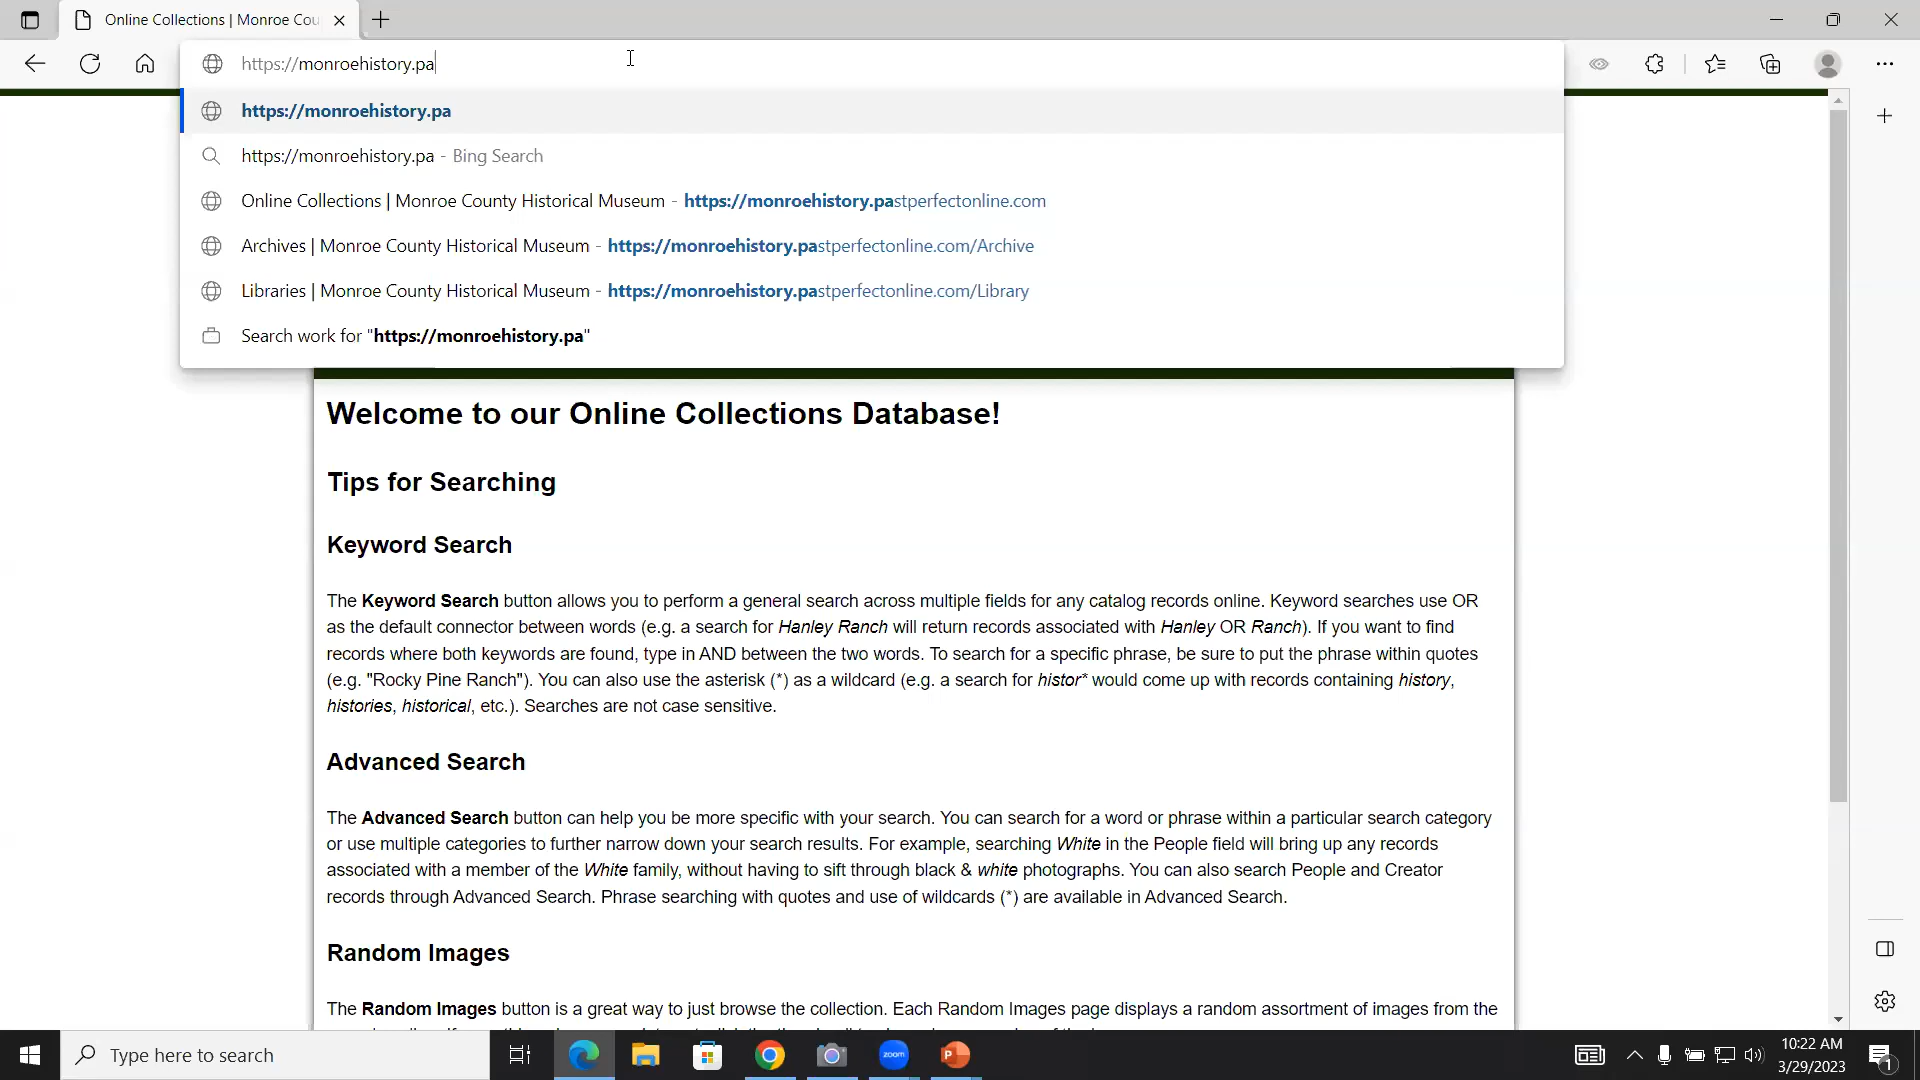 Online Collections | Monroe Cou
https://monroehistory.pa
https://monroehistory.pa
https://monroehistory.pa - Bing Search
Online Collections | Monroe County Historical Museum - https://monroehistory.pastperfectonline.com
Archives | Monroe County Historical Museum - https://monroehistory.pastperfectonline.com/Archive
Libraries | Monroe County Historical Museum - https://monroehistory.pastperfectonline.com/Library
Search work for "https://monroehistory.pa"
Welcome to our Online Collections Database!
Tips for Searching
Keyword Search
The Keyword Search button allows you to perform a general search across multiple fields for any catalog records online. Keyword searches use OR
as the default connector between words (e.g. a search for Hanley Ranch will return records associated with Hanley OR Ranch). If you want to find
records where both keywords are found, type in AND between the two words. To search for a specific phrase, be sure to put the phrase within quotes
(e.g. "Rocky Pine Ranch"). You can also use the asterisk (*) as a wildcard (e.g. a search for histor* would come up with records containing history,
histories, historical, etc.). Searches are not case sensitive.
Advanced Search
The Advanced Search button can help you be more specific with your search. You can search for a word or phrase within a particular search category
or use multiple categories to further narrow down your search results. For example, searching White in the People field will bring up any records
associated with a member of the White family, without having to sift through black & white photographs. You can also search People and Creator
records through Advanced Search. Phrase searching with quotes and use of wildcards (*) are available in Advanced Search.
Random Images
The Random Images button is a great way to just browse the collection. Each Random Images page displays a random assortment of images from the
Type here to search
zoom
P
10:22 AM
3/29/2023
1